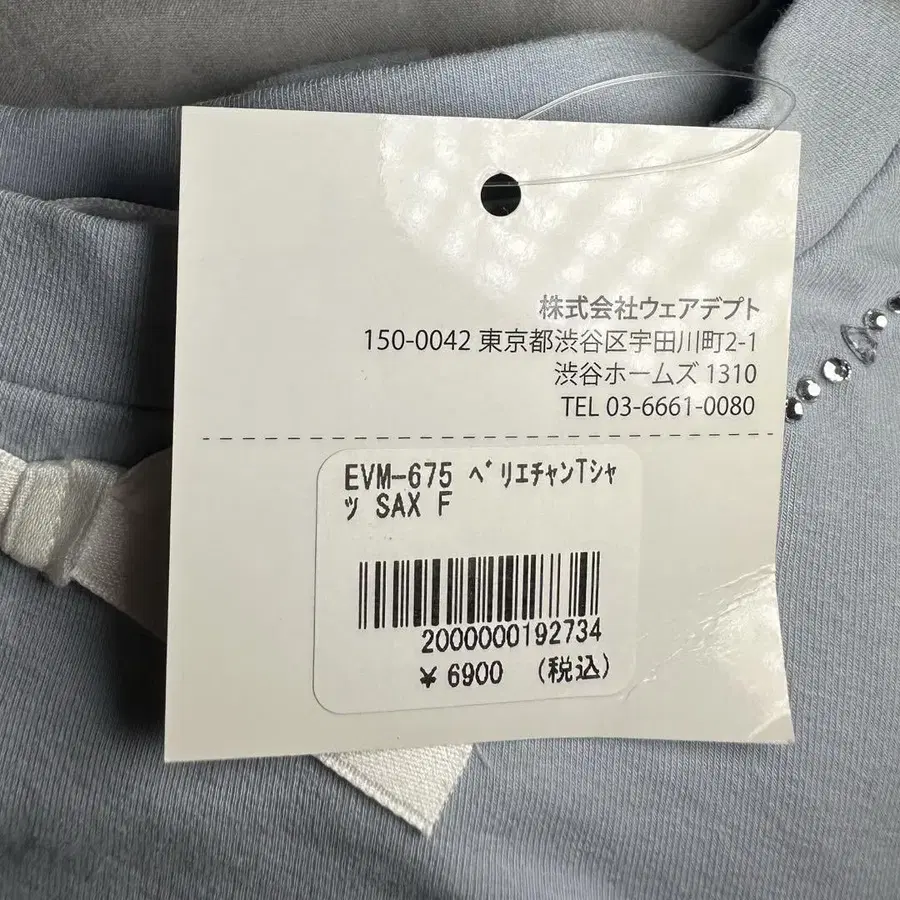 株式会社ウェアデプト
150-0042 東京都渋谷区宇田川町2-1
渋谷ホームズ 1310
TEL 03-6661-0080
EVM-675 ﾍﾞﾘｴﾁｬﾝTｼｬ
ﾂ SAX F
2000000192734
¥ 6900 (税込)